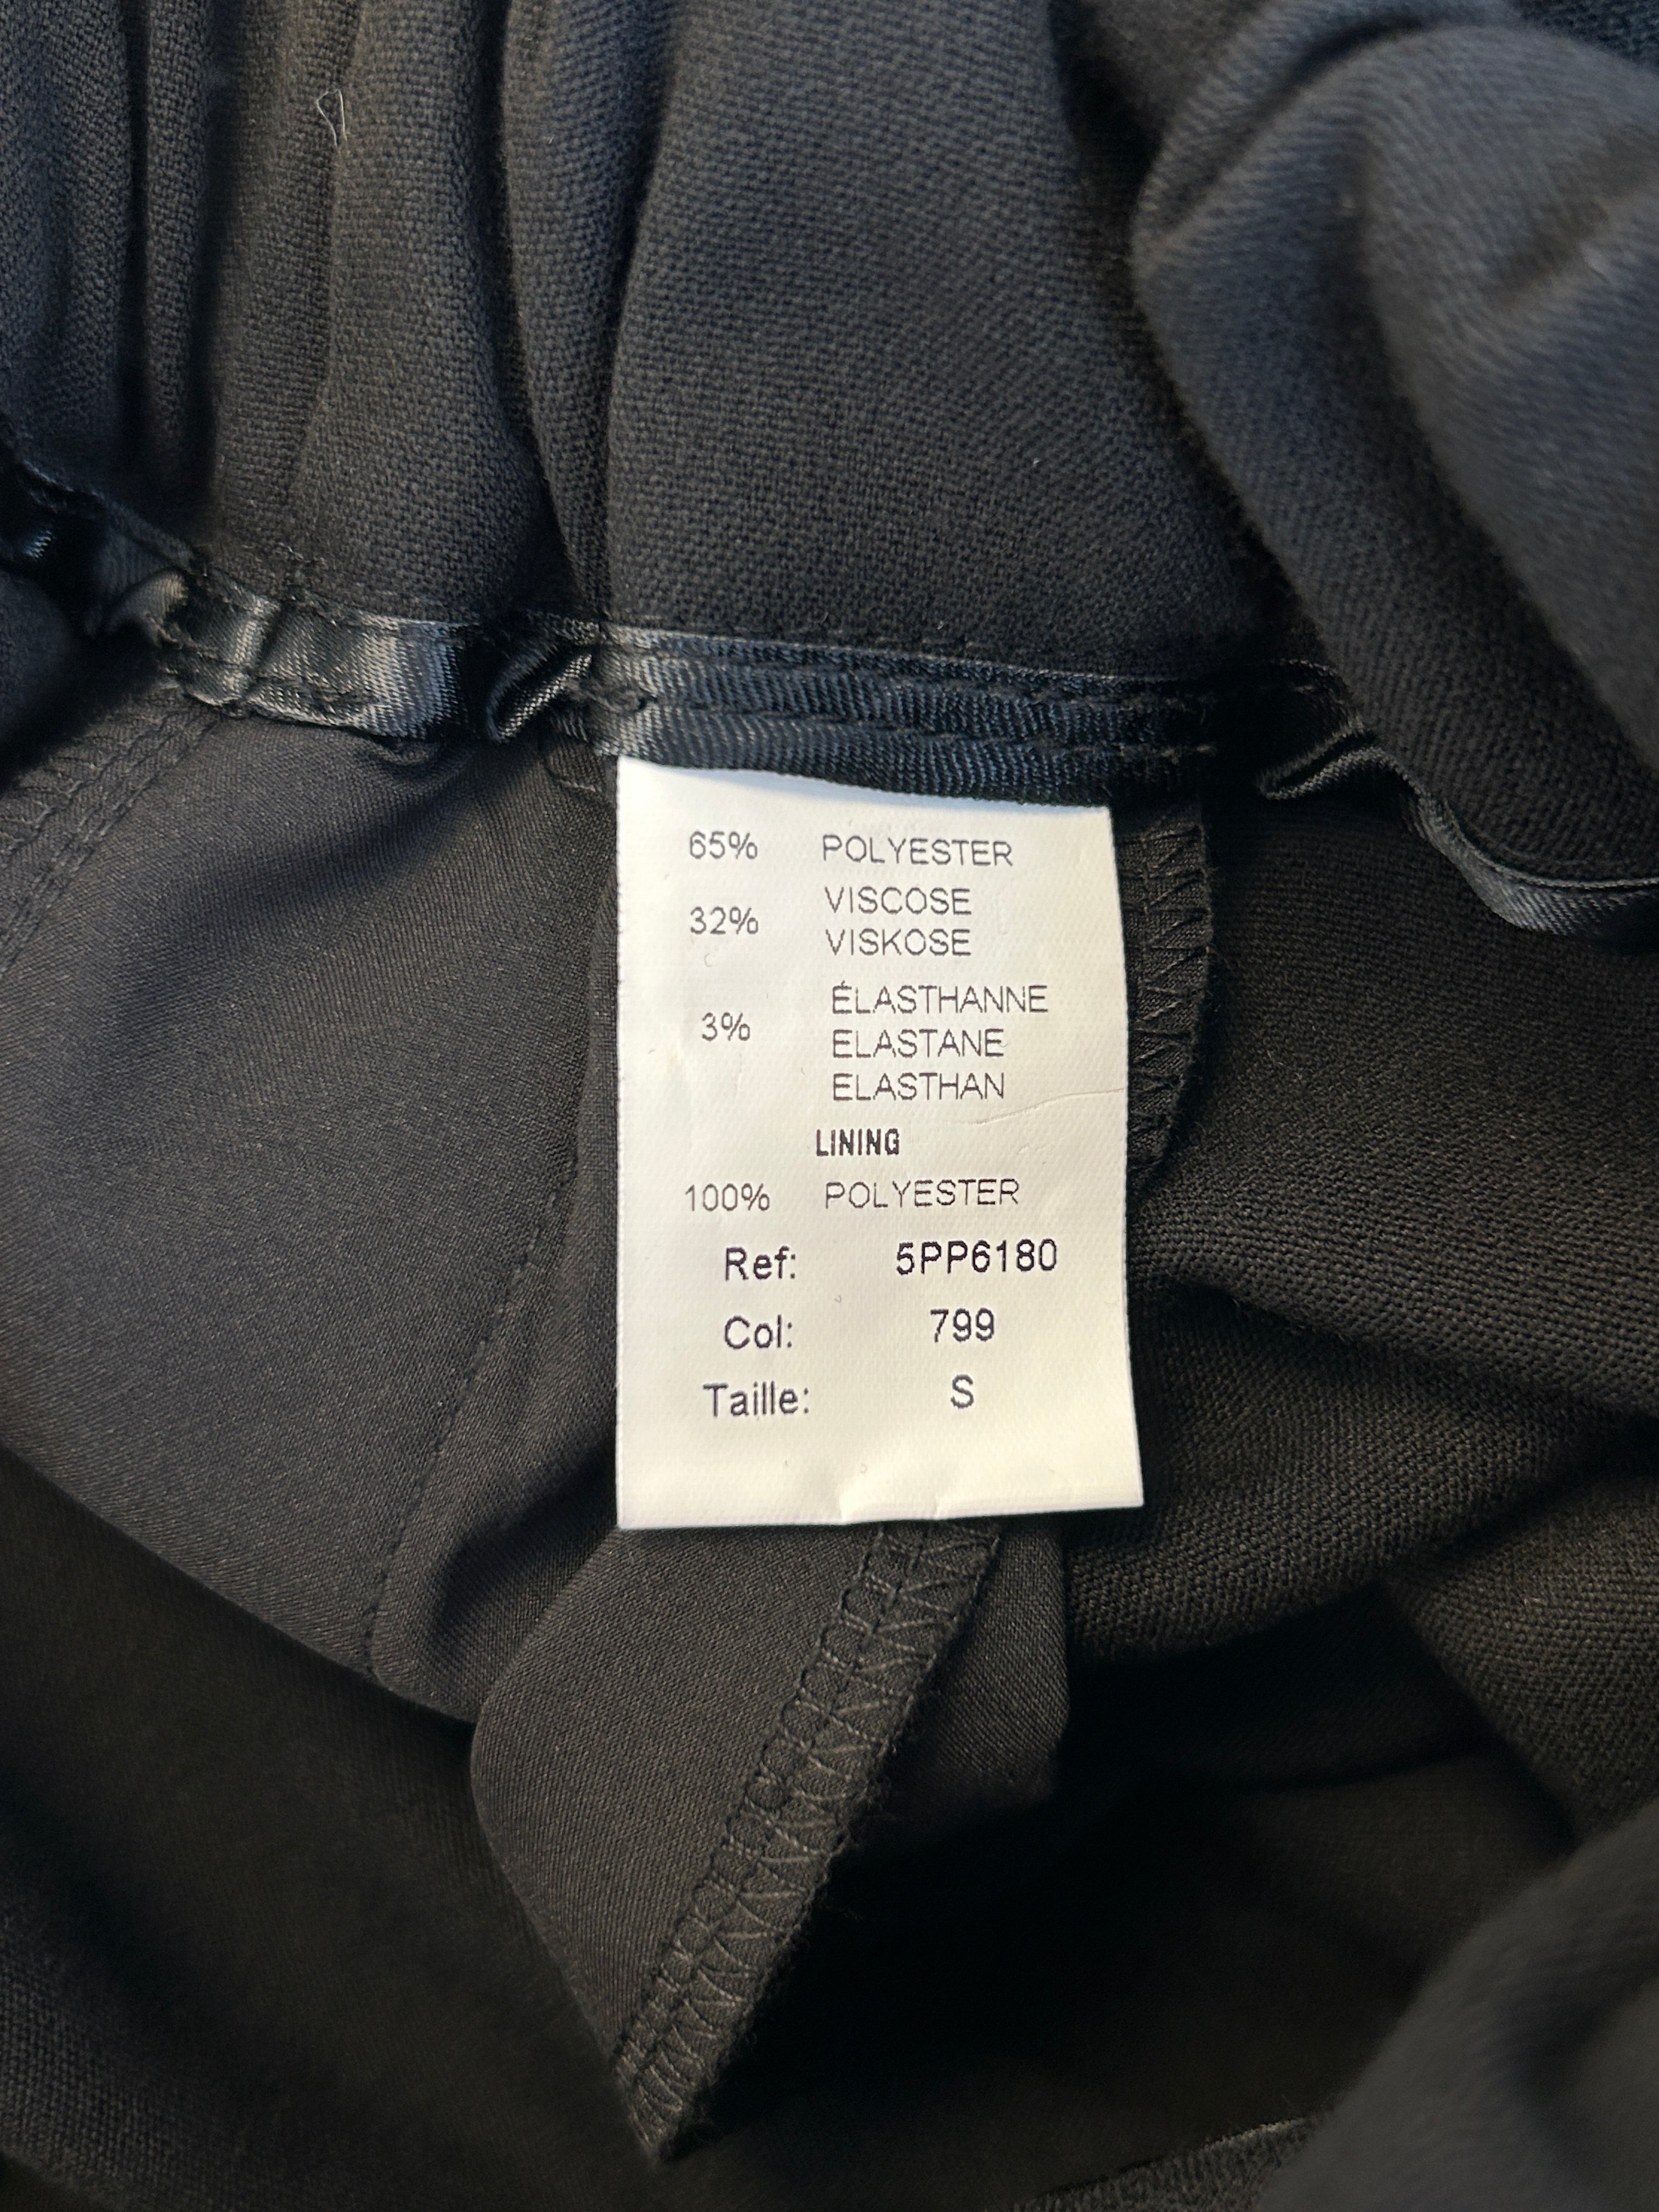 65% POLYESTER
32% VISCOSE
VISKOSE
3% ÉLASTHANNE
ELASTANE
ELASTHAN
LINING
100% POLYESTER
Ref: 5PP6180
Col: 799
Taille: S